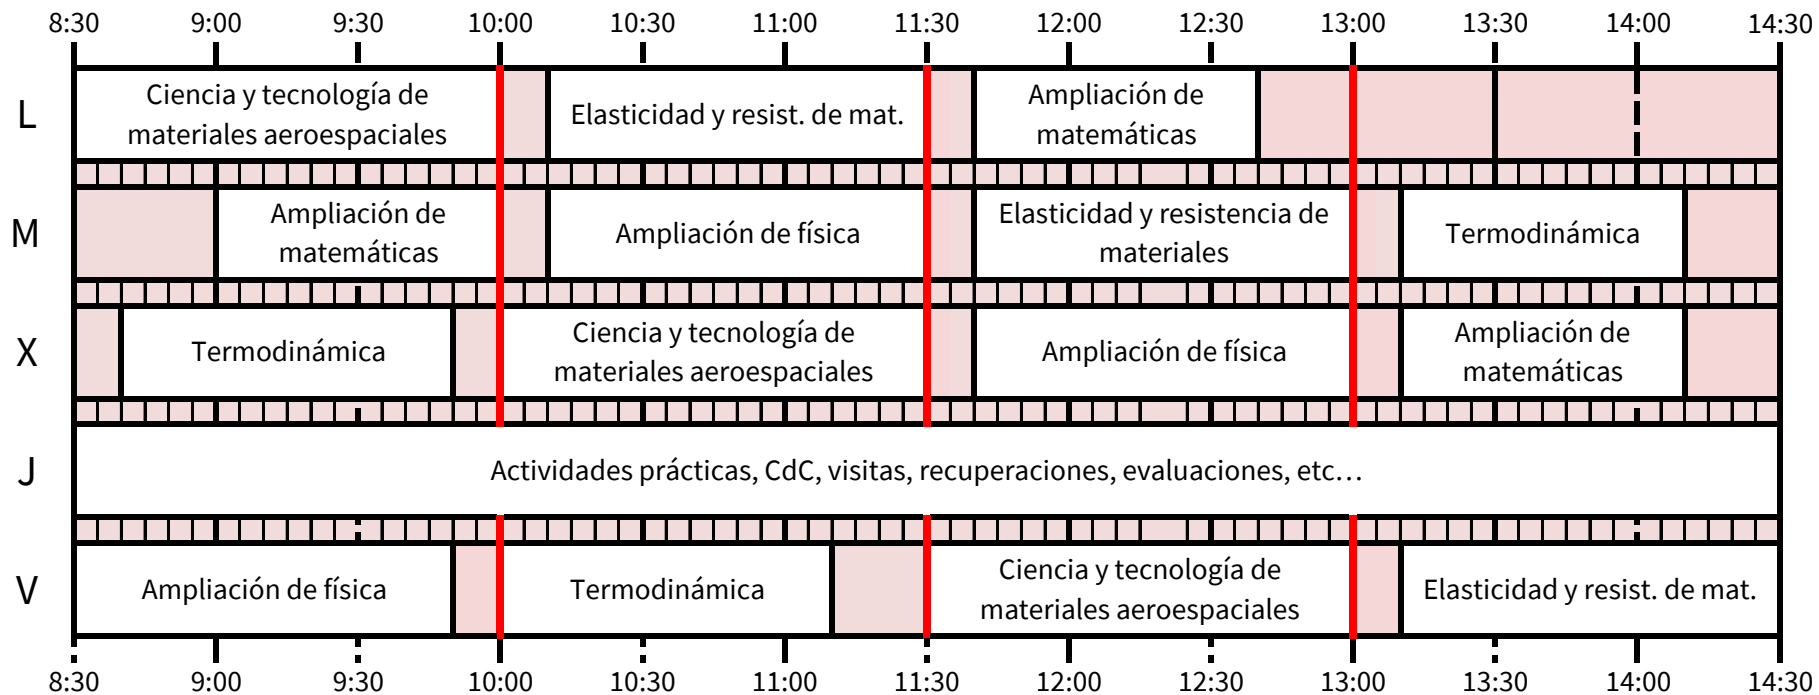 8:30 9:00 9:30 10:00 10:30 11:00 11:30 12:00 12:30 13:00 13:30 14:00 14:30
L
Ciencia y tecnología de
materiales aeroespaciales
Elasticidad y resist. de mat.
Ampliación de
matemáticas
M
Ampliación de
matemáticas
Ampliación de física
Elasticidad y resistencia de
materiales
Termodinámica
X
Termodinámica
Ciencia y tecnología de
materiales aeroespaciales
Ampliación de física
Ampliación de
matemáticas
J
Actividades prácticas, CdC, visitas, recuperaciones, evaluaciones, etc…
V
Ampliación de física
Termodinámica
Ciencia y tecnología de
materiales aeroespaciales
Elasticidad y resist. de mat.
8:30 9:00 9:30 10:00 10:30 11:00 11:30 12:00 12:30 13:00 13:30 14:00 14:30